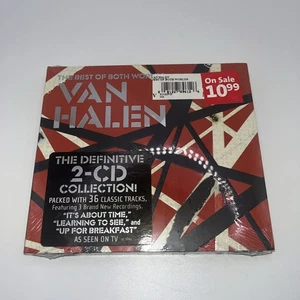 THE BEST OF BOTH WO
On Sale
10.99
VAN
HALEN
THE DEFINITIVE
2-CD
COLLECTION!
PACKED WITH 36 CLASSIC TRACKS.
Featuring 3 Brand New Recordings,
"IT'S ABOUT TIME,"
"LEARNING TO SEE," and
"UP FOR BREAKFAST"
AS SEEN ON TV